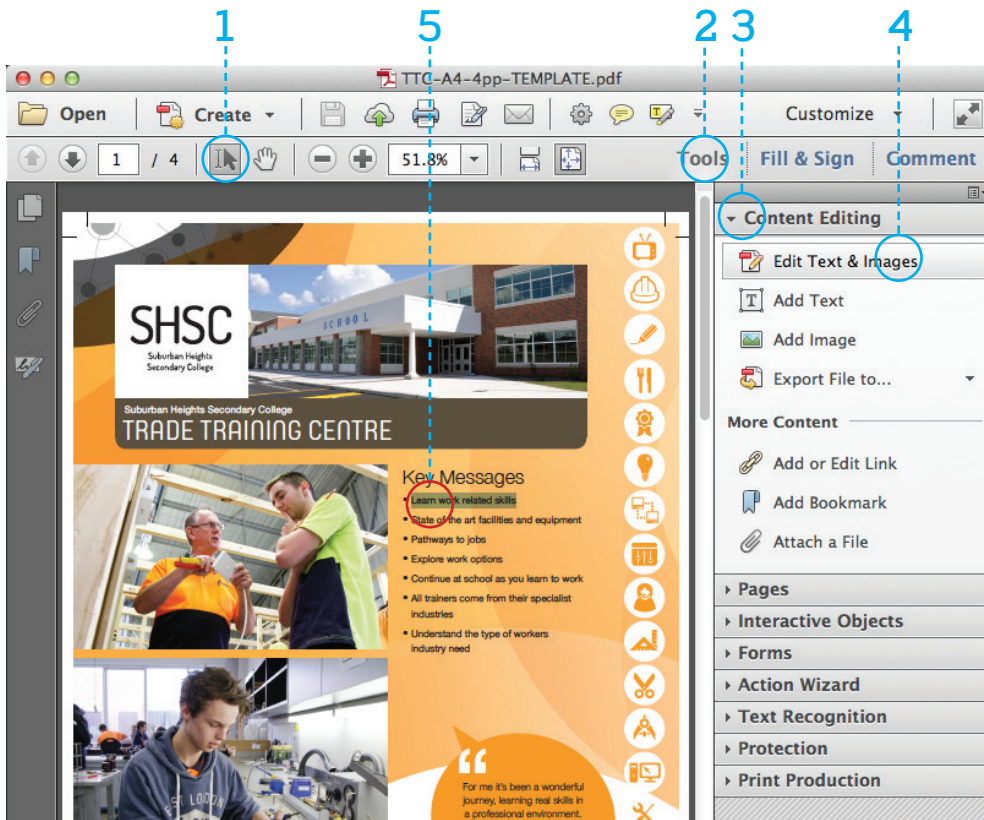 1 5 2 3 4
TTC-A4-4pp-TEMPLATE.pdf
Open Create Customize
1 / 4 51.8% Tools Fill & Sign Comment
Content Editing
Edit Text & Images
Add Text
Add Image
Export File to...
More Content
Add or Edit Link
Add Bookmark
Attach a File
Pages
Interactive Objects
Forms
Action Wizard
Text Recognition
Protection
Print Production
SHSC
Suburban Heights
Secondary College
SCHOOL
Suburban Heights Secondary College
TRADE TRAINING CENTRE
Key Messages
• Learn work related skills
• State of the art facilities and equipment
• Pathways to jobs
• Explore work options
• Continue at school as you learn to work
• All trainers come from their specialist
industries
• Understand the type of workers
industry need
“
For me it's been a wonderful
journey, learning real skills in
a professional environment.